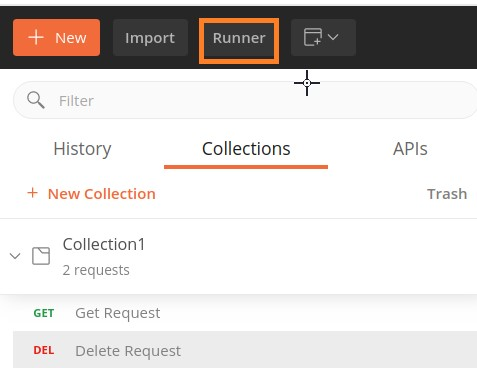 + New Import Runner
Filter
History Collections APIs
+ New Collection Trash
Collection1
2 requests
GET Get Request
DEL Delete Request